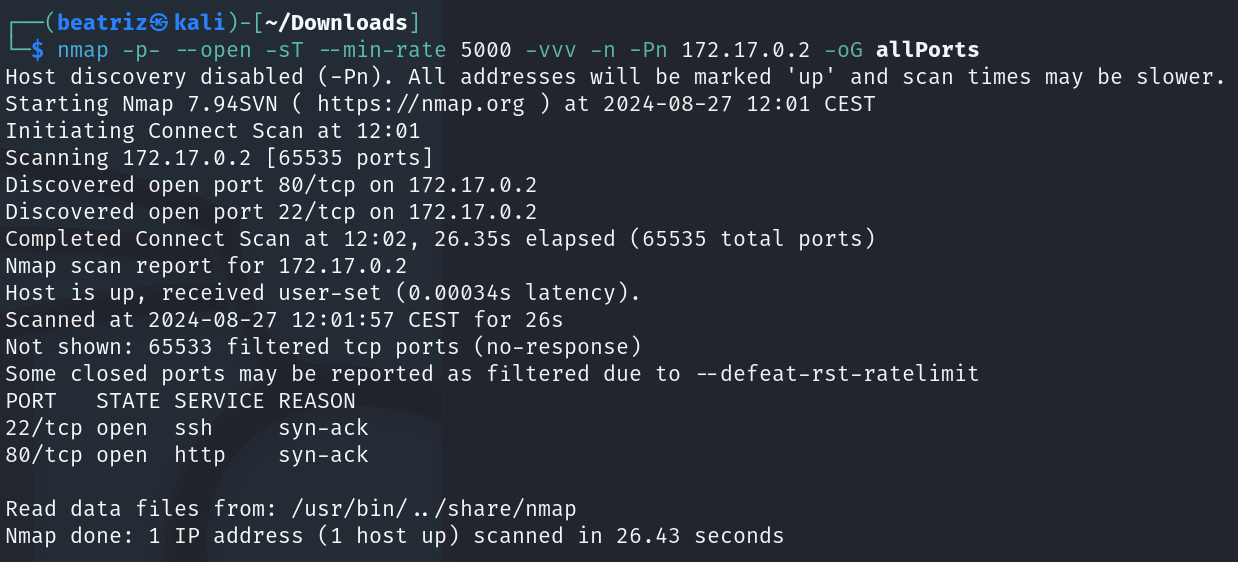 ┌──(beatriz㉿kali)-[~/Downloads]
└─$ nmap -p- --open -sT --min-rate 5000 -vvv -n -Pn 172.17.0.2 -oG allPorts
Host discovery disabled (-Pn). All addresses will be marked 'up' and scan times may be slower.
Starting Nmap 7.94SVN ( https://nmap.org ) at 2024-08-27 12:01 CEST
Initiating Connect Scan at 12:01
Scanning 172.17.0.2 [65535 ports]
Discovered open port 80/tcp on 172.17.0.2
Discovered open port 22/tcp on 172.17.0.2
Completed Connect Scan at 12:02, 26.35s elapsed (65535 total ports)
Nmap scan report for 172.17.0.2
Host is up, received user-set (0.00034s latency).
Scanned at 2024-08-27 12:01:57 CEST for 26s
Not shown: 65533 filtered tcp ports (no-response)
Some closed ports may be reported as filtered due to --defeat-rst-ratelimit
PORT   STATE SERVICE REASON
22/tcp open  ssh     syn-ack
80/tcp open  http    syn-ack

Read data files from: /usr/bin/../share/nmap
Nmap done: 1 IP address (1 host up) scanned in 26.43 seconds